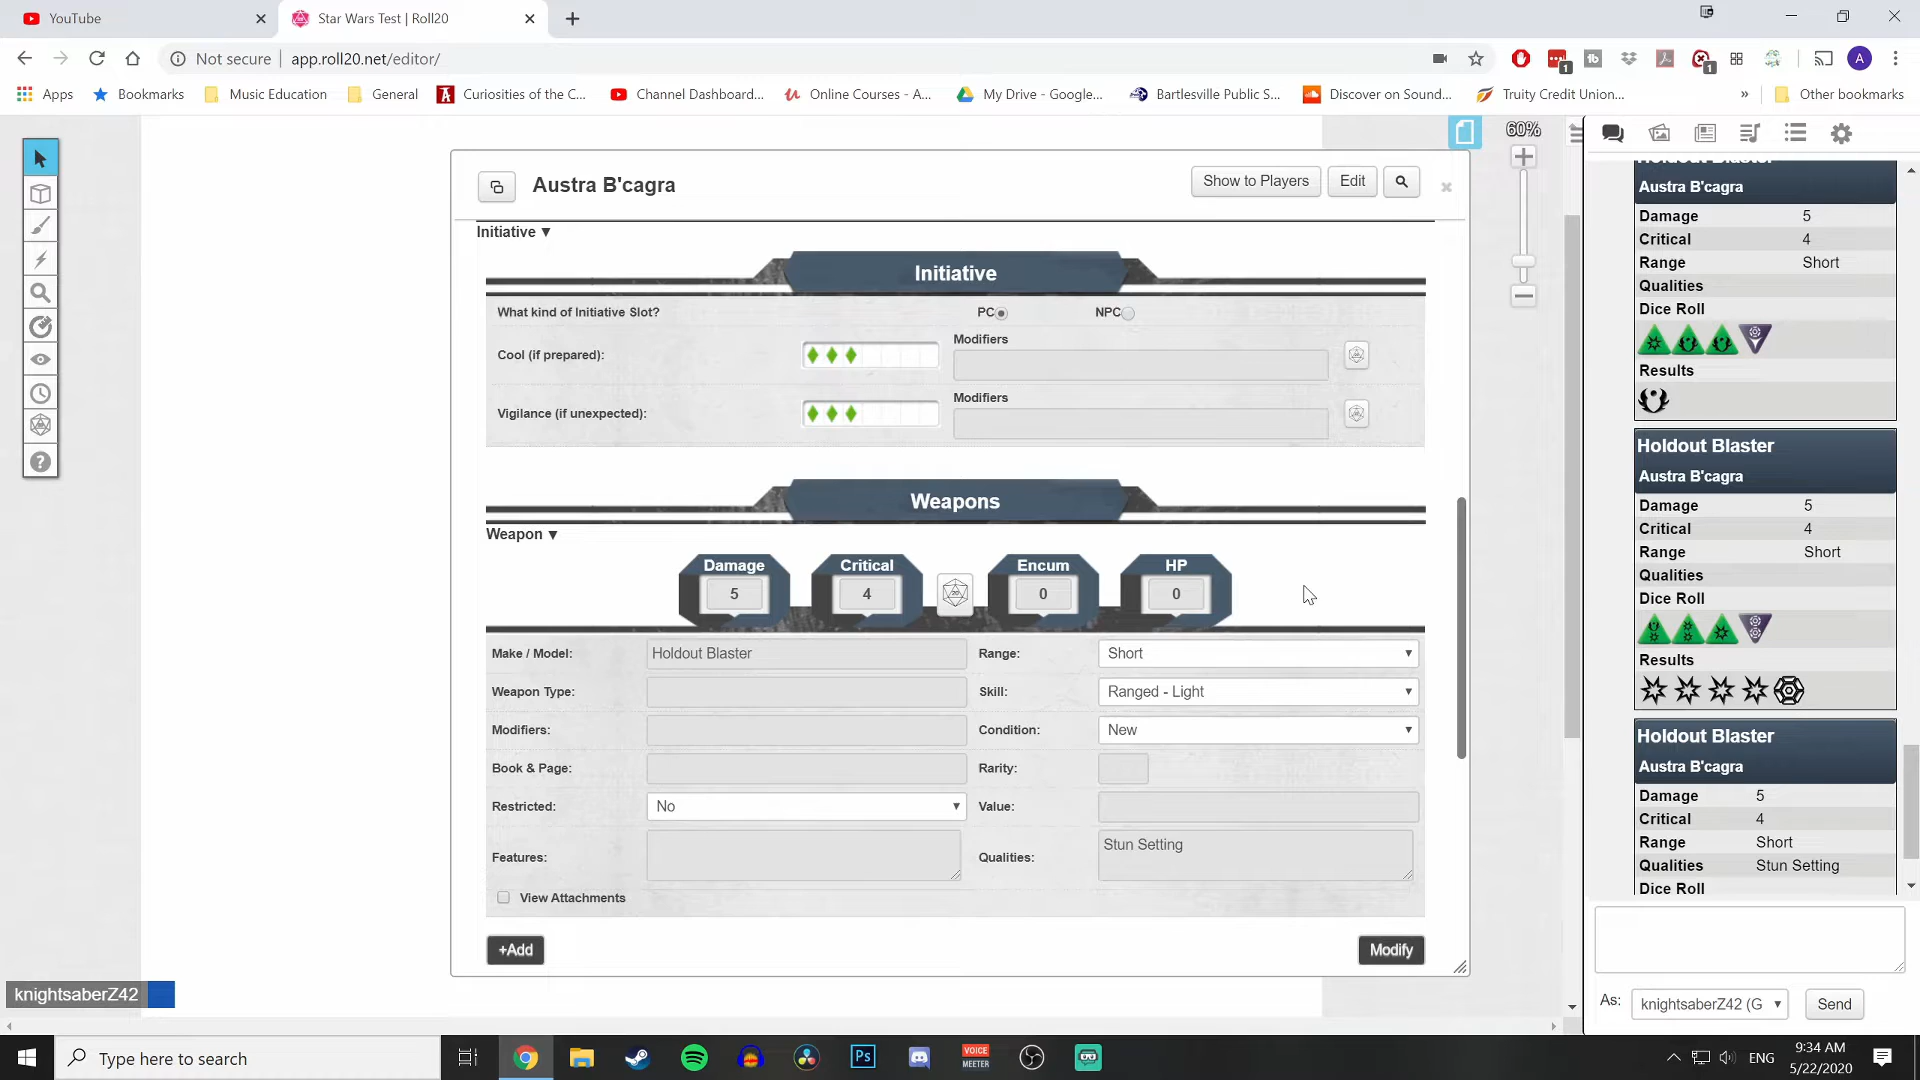 YouTube
Star Wars Test | Roll20
Not secure
app.roll20.net/editor/
Apps
Bookmarks
Music Education
General
Curiosities of the C...
Channel Dashboard...
Online Courses - A...
My Drive - Google...
Bartlesville Public S...
Discover on Sound...
Truity Credit Union...
»
Other bookmarks
60%
Austra B'cagra
Show to Players
Edit
Initiative ▼
Initiative
What kind of Initiative Slot?
PC
NPC
Cool (if prepared):
Modifiers
Vigilance (if unexpected):
Modifiers
Weapons
Weapon ▼
Damage
5
Critical
4
20
Encum
0
HP
0
Make / Model:
Holdout Blaster
Range:
Short
Weapon Type:
Skill:
Ranged - Light
Modifiers:
Condition:
New
Book & Page:
Rarity:
Restricted:
No
Value:
Features:
Qualities:
Stun Setting
View Attachments
+Add
Modify
knightsaberZ42
Austra B'cagra
Damage 5
Critical 4
Range Short
Qualities
Dice Roll
Results
Holdout Blaster
Austra B'cagra
Damage 5
Critical 4
Range Short
Qualities
Dice Roll
Results
Holdout Blaster
Austra B'cagra
Damage 5
Critical 4
Range Short
Qualities Stun Setting
Dice Roll
As:
knightsaberZ42 (G
Send
Type here to search
Ps
VOICE
MEETER
ENG
9:34 AM
5/22/2020